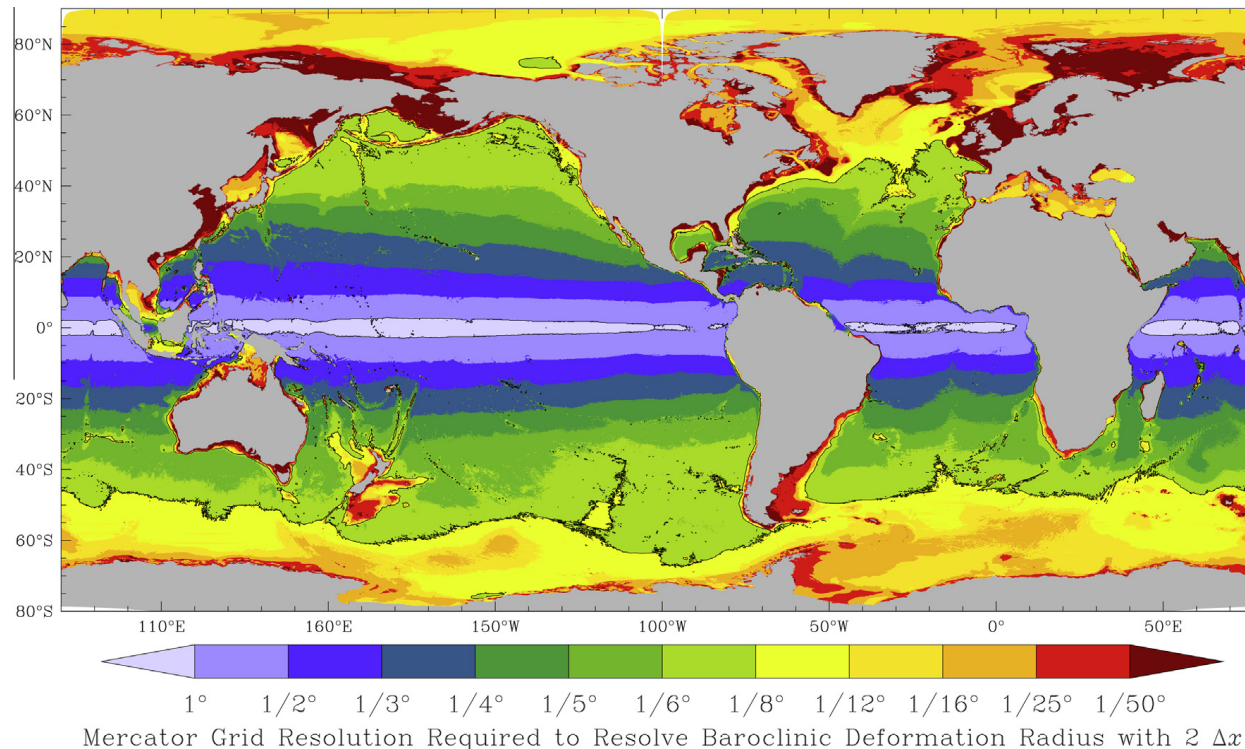 80°N
60°N
40°N
20°N
0°
20°S
40°S
60°S
80°S
110°E 160°E 150°W 100°W 50°W 0° 50°E
1° 1/2° 1/3° 1/4° 1/5° 1/6° 1/8° 1/12° 1/16° 1/25° 1/50°
Mercator Grid Resolution Required to Resolve Baroclinic Deformation Radius with 2 Δx